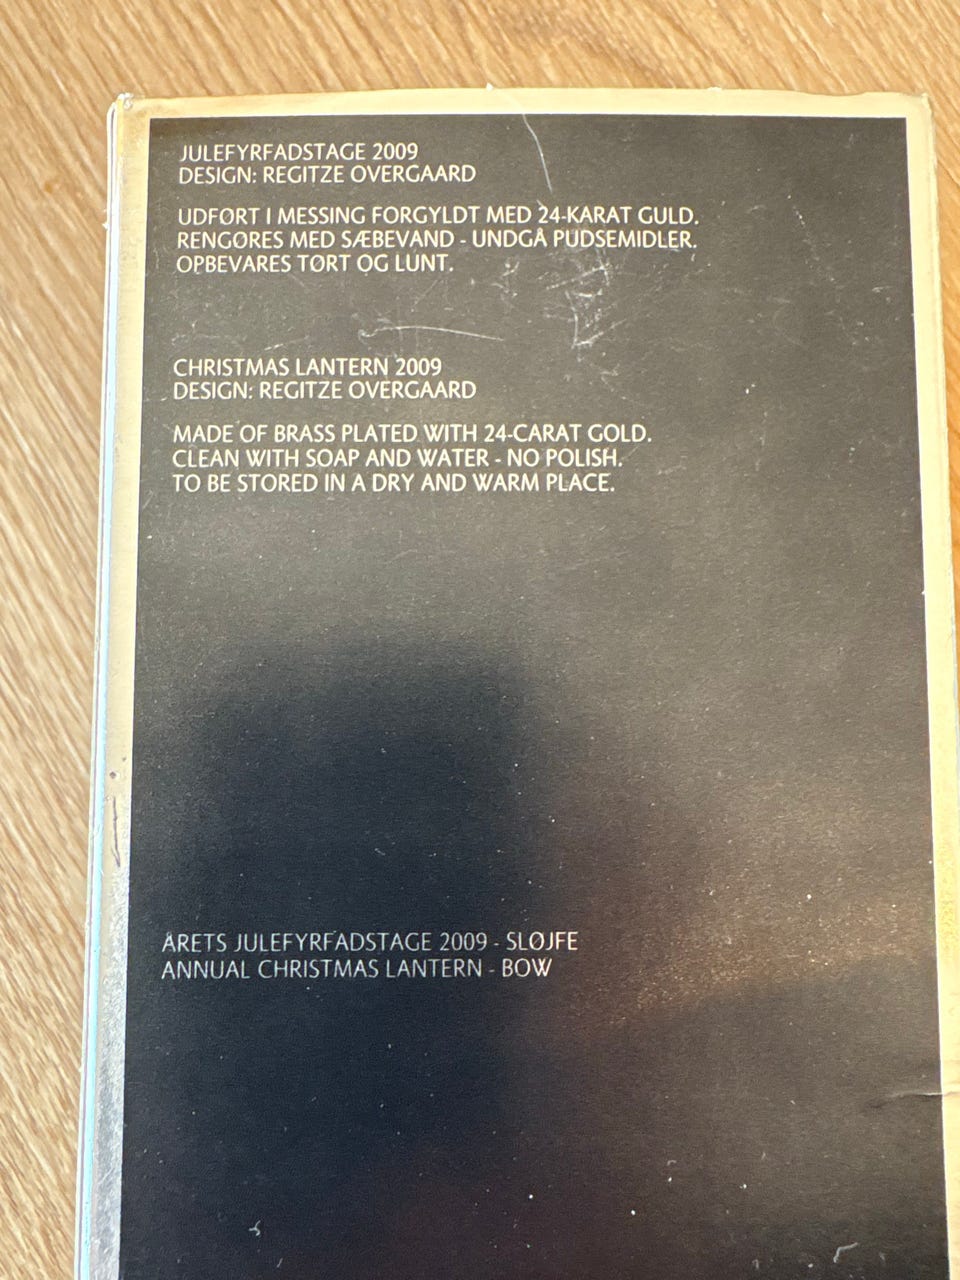 JULEFYRFADSTAGE 2009
DESIGN: REGITZE OVERGAARD
UDFØRT I MESSING FORGYLDT MED 24-KARAT GULD.
RENGØRES MED SÆBEVAND - UNDGÅ PUDSEMIDLER.
OPBEVARES TØRT OG LUNT.
CHRISTMAS LANTERN 2009
DESIGN: REGITZE OVERGAARD
MADE OF BRASS PLATED WITH 24-CARAT GOLD.
CLEAN WITH SOAP AND WATER - NO POLISH.
TO BE STORED IN A DRY AND WARM PLACE.
ÅRETS JULEFYRFADSTAGE 2009 - SLØJFE
ANNUAL CHRISTMAS LANTERN - BOW